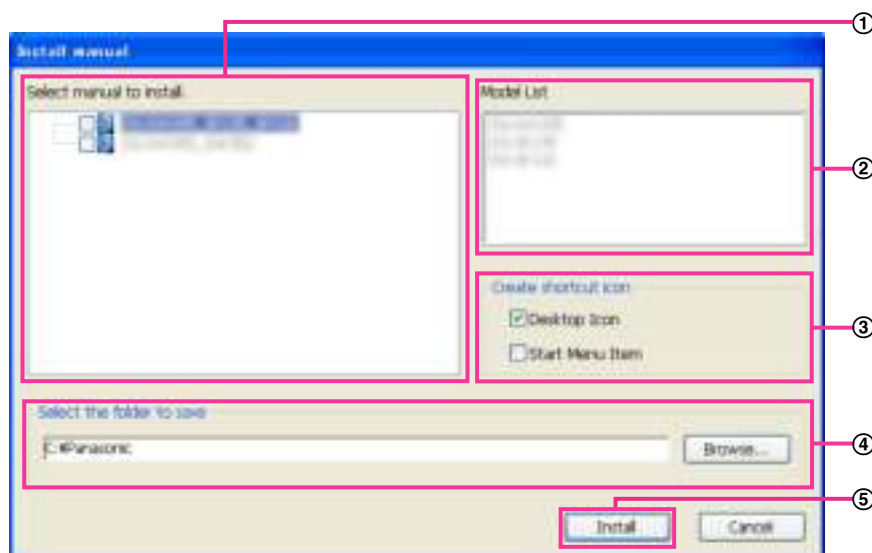 ①
Install manual
Select manual to install
Model List
②
Create shortcut icon
Desktop Icon
③
Start Menu Item
Select the folder to save
C:¥Panasonic
Browse...
④
⑤
Install
Cancel